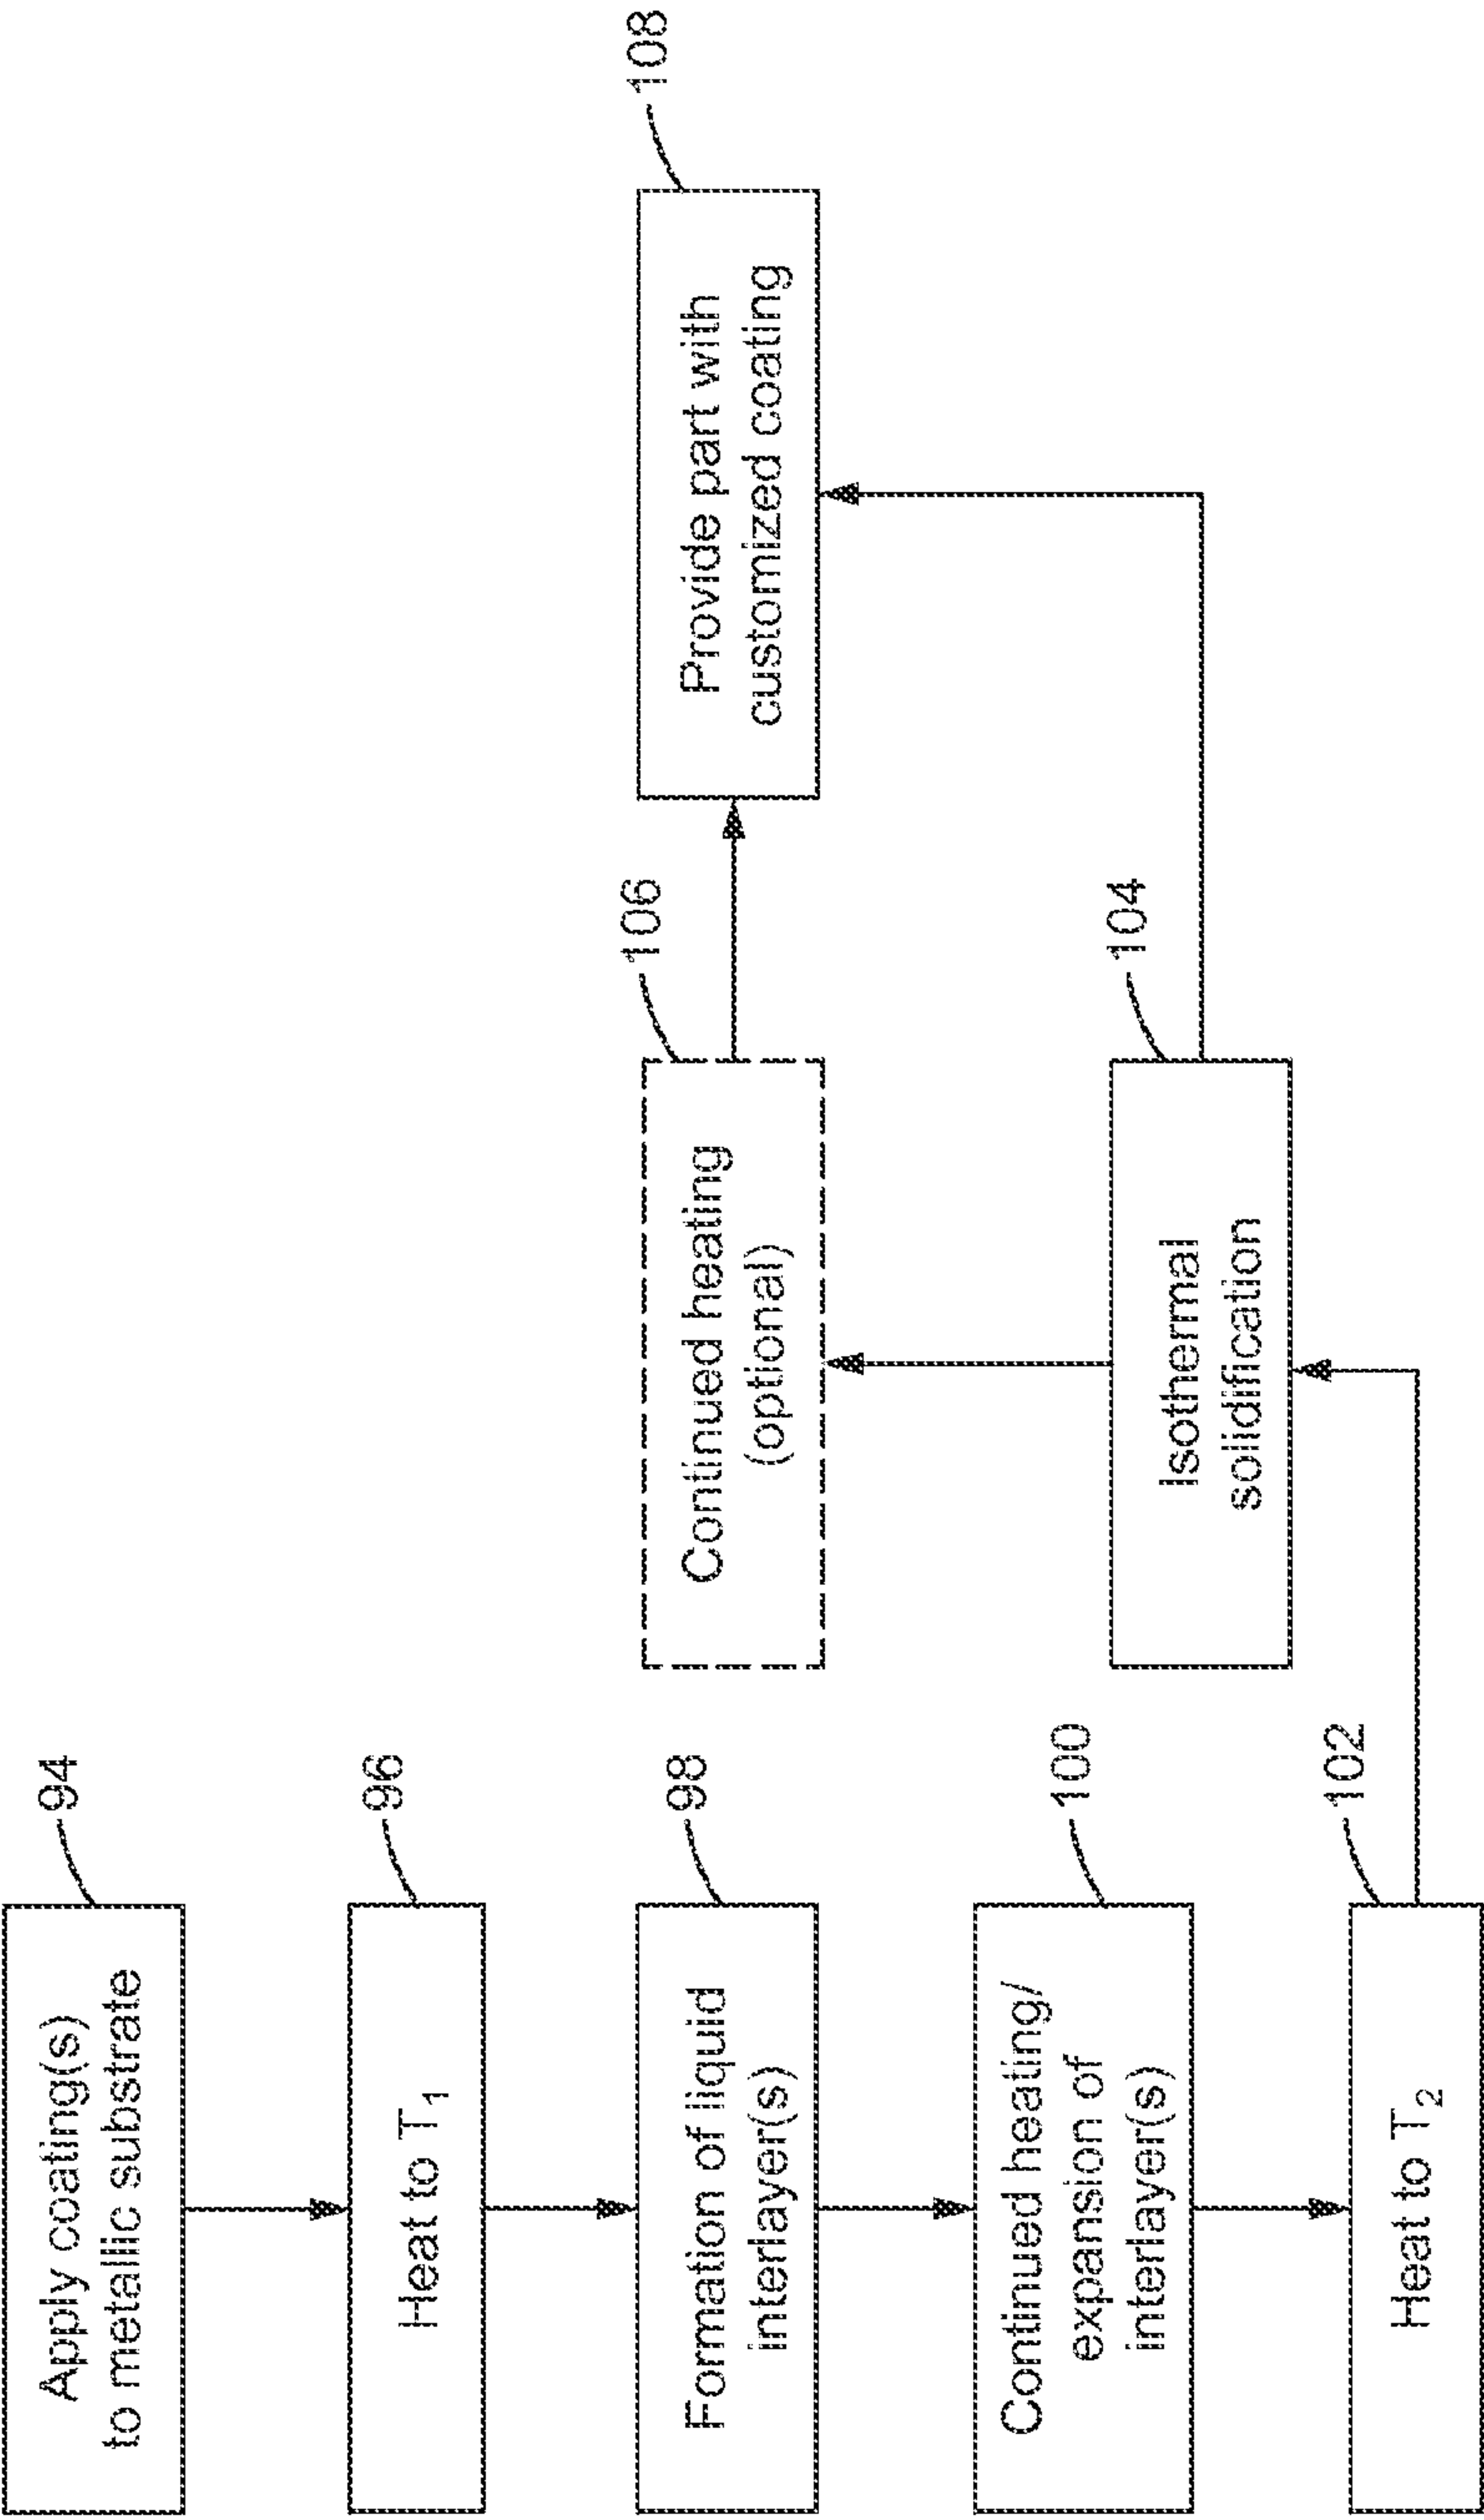 94
Apply coating(s)
to metallic substrate
96
Heat to T₁
98
Formation of liquid
interlayer(s)
100
Continued heating/
expansion of
interlayer(s)
102
Heat to T₂
104
Isothermal
solidification
106
Continued heating
(optional)
108
Provide part with
customized coating